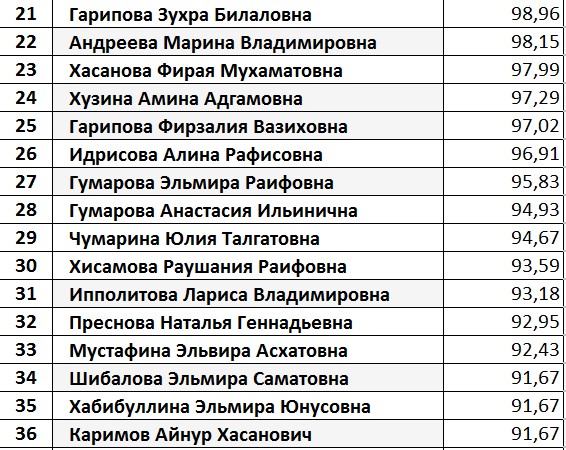 21 Гарипова Зухра Билаловна 98,96
22 Андреева Марина Владимировна 98,15
23 Хасанова Фирая Мухаматовна 97,99
24 Хузина Амина Адгамовна 97,29
25 Гарипова Фирзалия Вазиховна 97,02
26 Идрисова Алина Рафисовна 96,91
27 Гумарова Эльмира Раифовна 95,83
28 Гумарова Анастасия Ильинична 94,93
29 Чумарина Юлия Талгатовна 94,67
30 Хисамова Раушания Раифовна 93,59
31 Ипполитова Лариса Владимировна 93,18
32 Преснова Наталья Геннадьевна 92,95
33 Мустафина Эльвира Асхатовна 92,43
34 Шибалова Эльмира Саматовна 91,67
35 Хабибуллина Эльмира Юнусовна 91,67
36 Каримов Айнур Хасанович 91,67